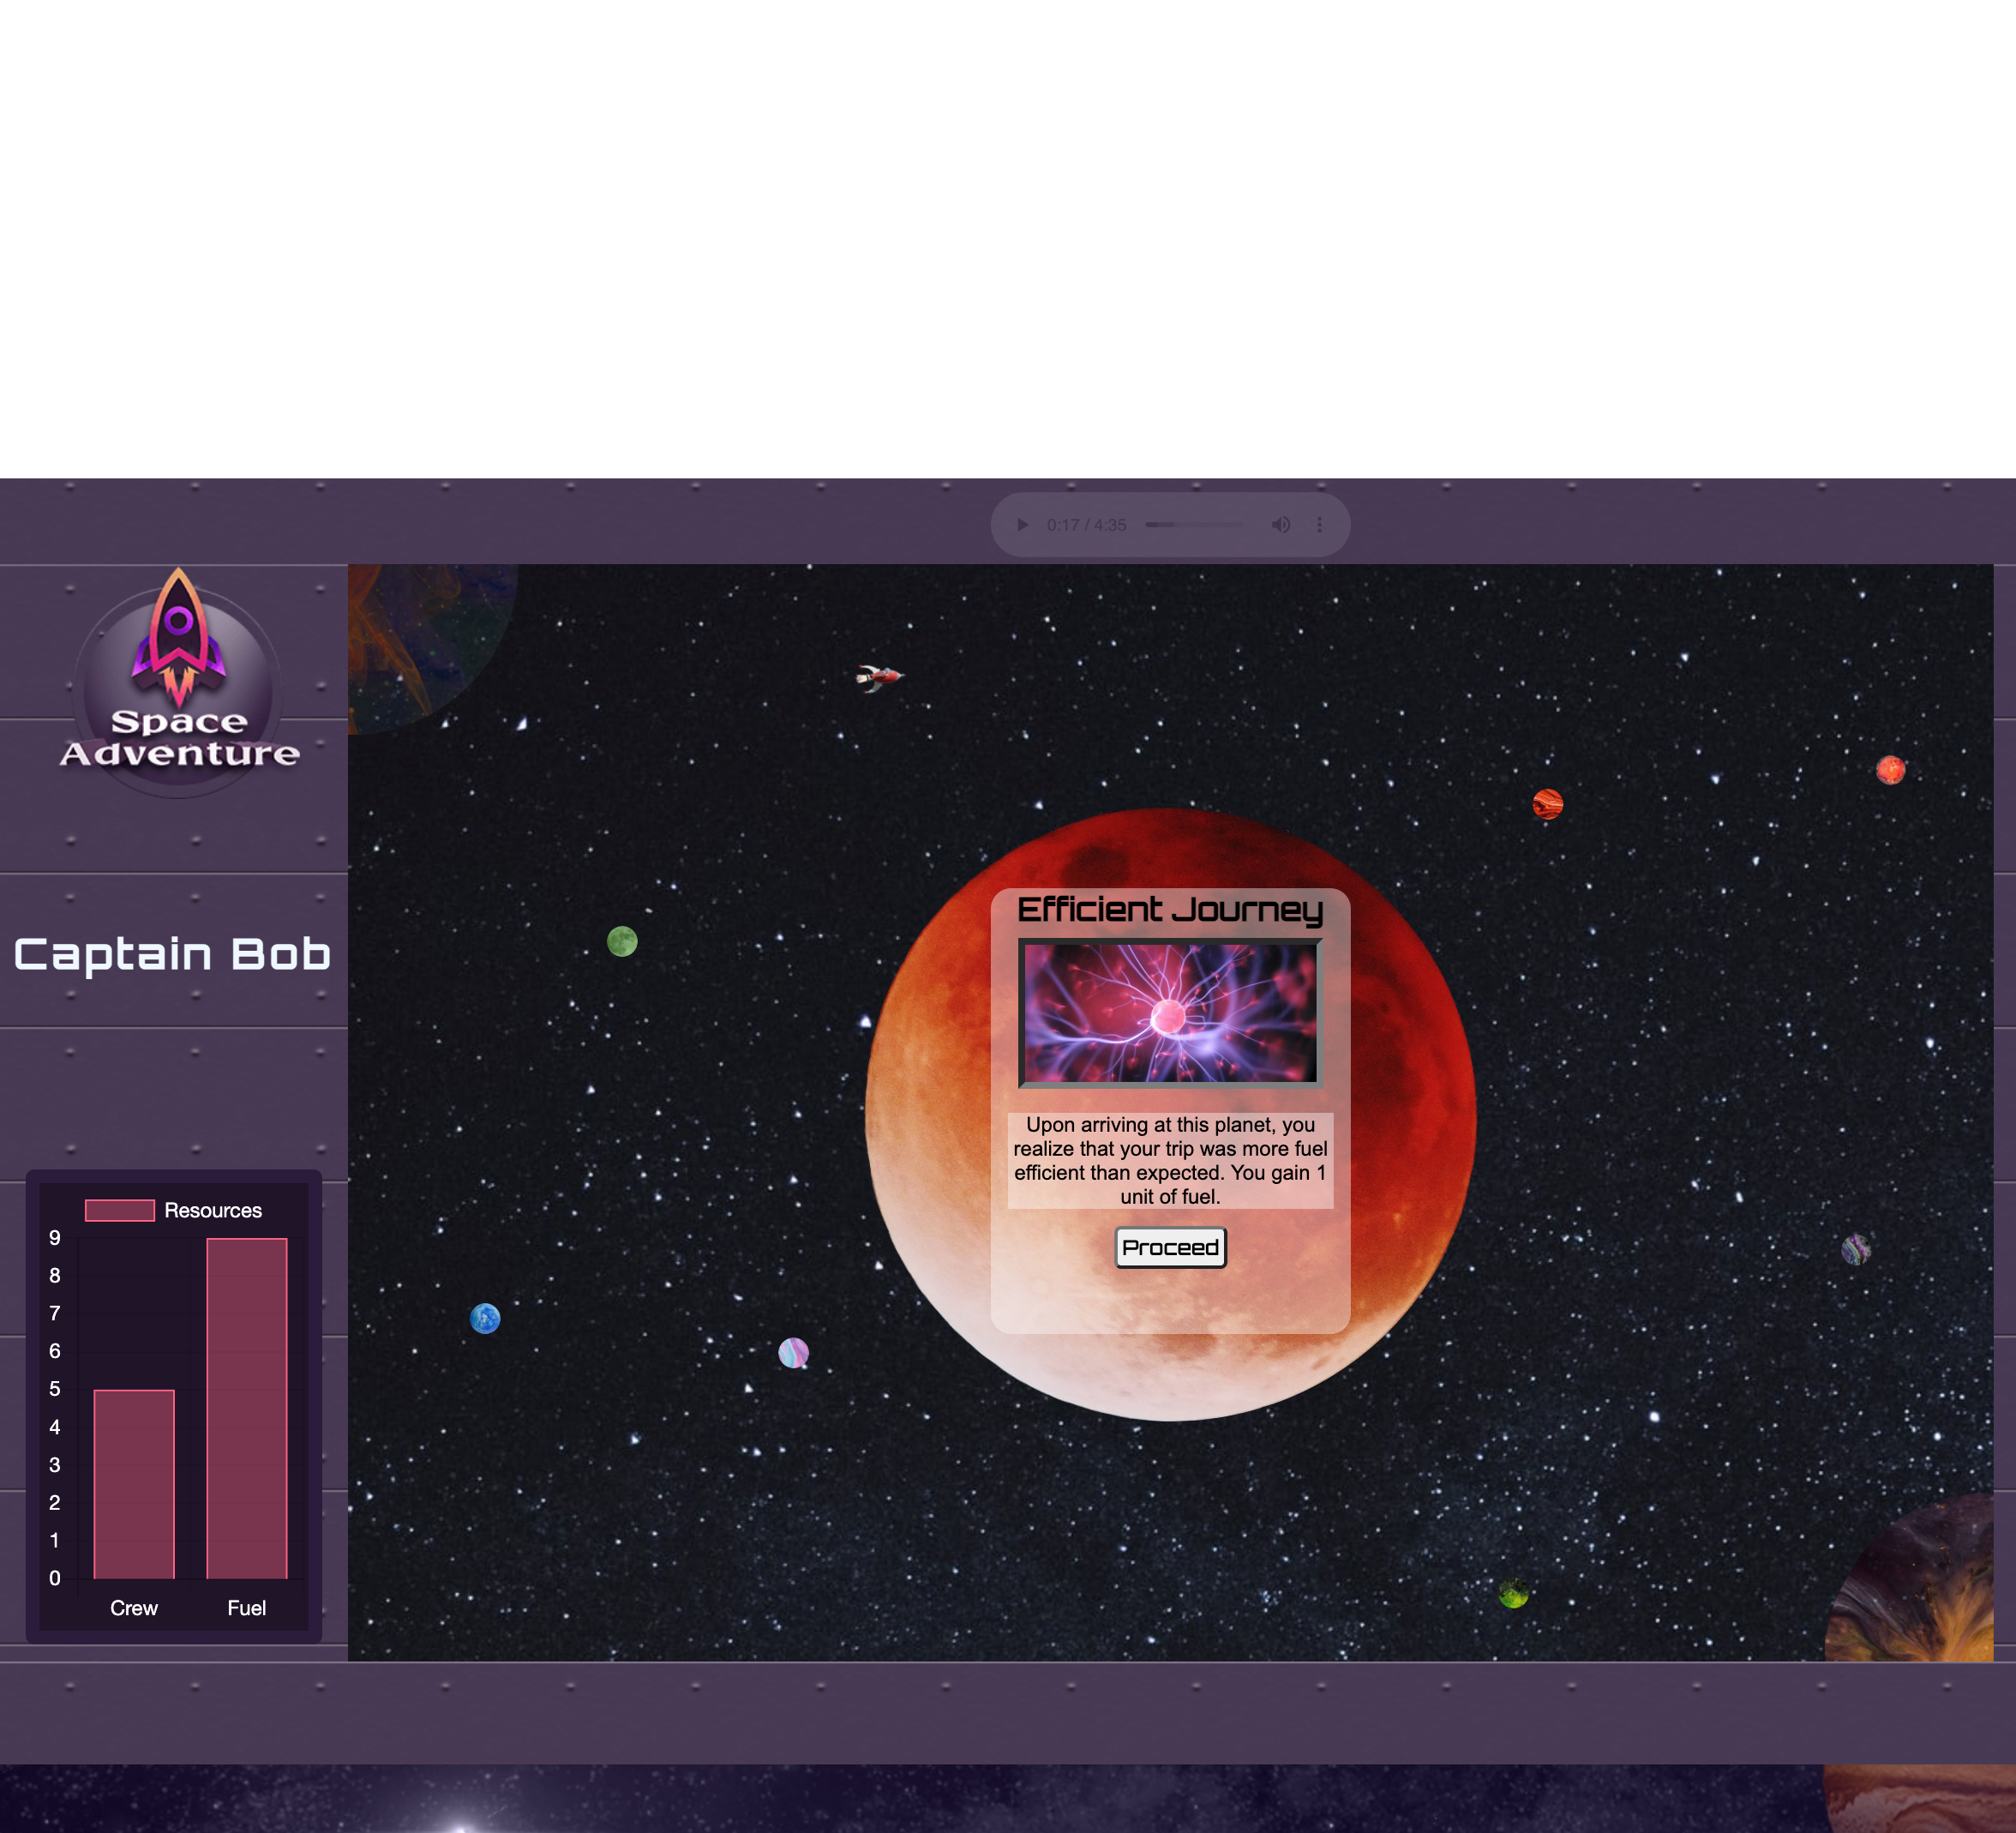 0:17 / 4:35
Space
Adventure
Captain Bob
Efficient Journey
Upon arriving at this planet, you
realize that your trip was more fuel
efficient than expected. You gain 1
unit of fuel.
Proceed
Resources
9
8
7
6
5
4
3
2
1
0
Crew Fuel